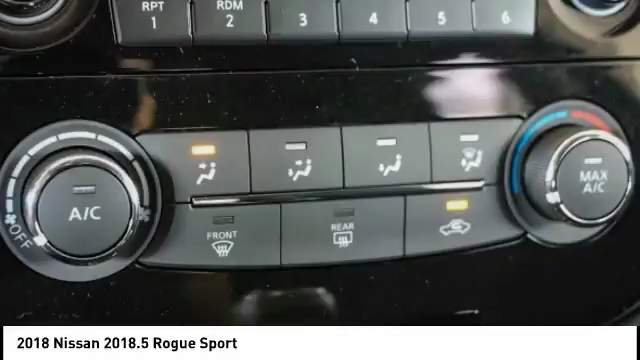 RPT
1
RDM
2
3
4
5
6
A/C
OFF
MAX
A/C
FRONT
REAR
2018 Nissan 2018.5 Rogue Sport